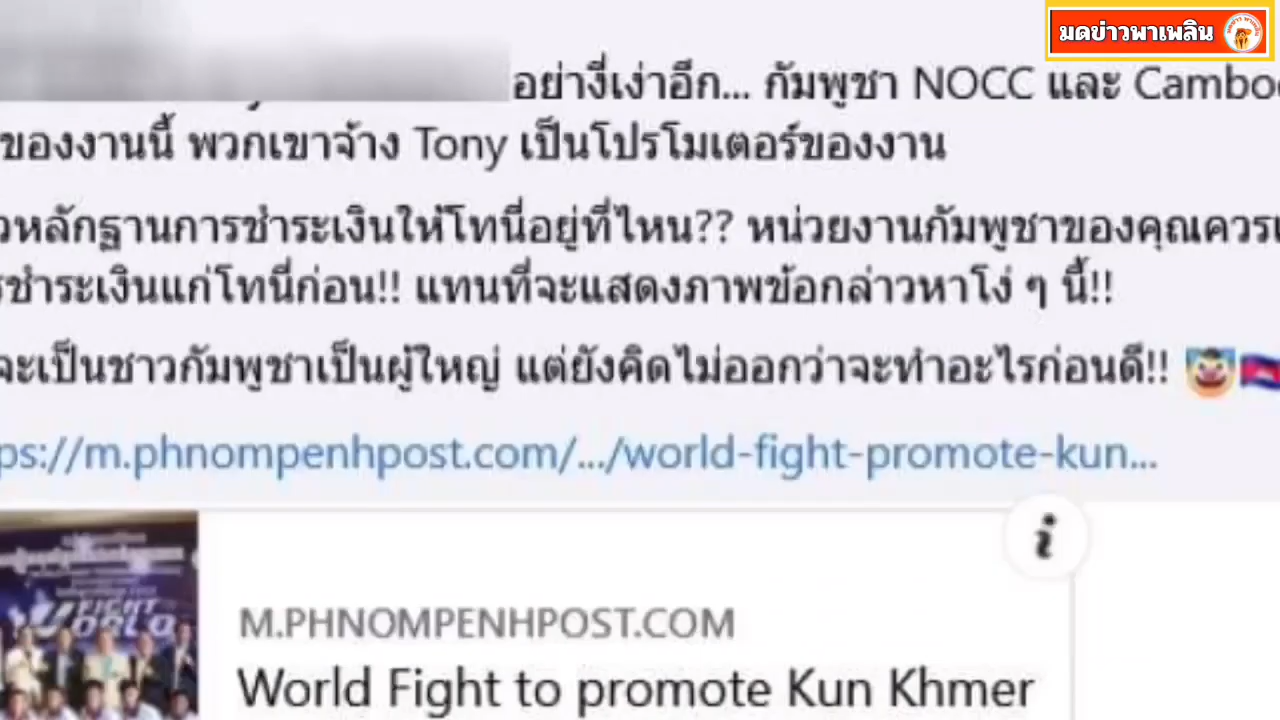 มดข่าวพาเพลิน
อย่างี่เง่าอีก... กัมพูชา NOCC และ
ของงานนี้ พวกเขาจ้าง Tony เป็นโปรโมเตอร์ของงาน
หลักฐานการชำระเงินให้โทนี่อยู่ที่ไหน?? หน่วยงานกัมพูชาของคุณควร
ชำระเงินแก่โทนี่ก่อน!! แทนที่จะแสดงภาพข้อกล่าวหาโง่ ๆ นี้!!
จะเป็นชาวกัมพูชาเป็นผู้ใหญ่ แต่ยังคิดไม่ออกว่าจะทำอะไรก่อนดี!! 🤡🇰🇭
ps://m.phnompenhpost.com/.../world-fight-promote-kun...
i
FIGHT
WORLD
M.PHNOMPENHPOST.COM
World Fight to promote Kun Khmer